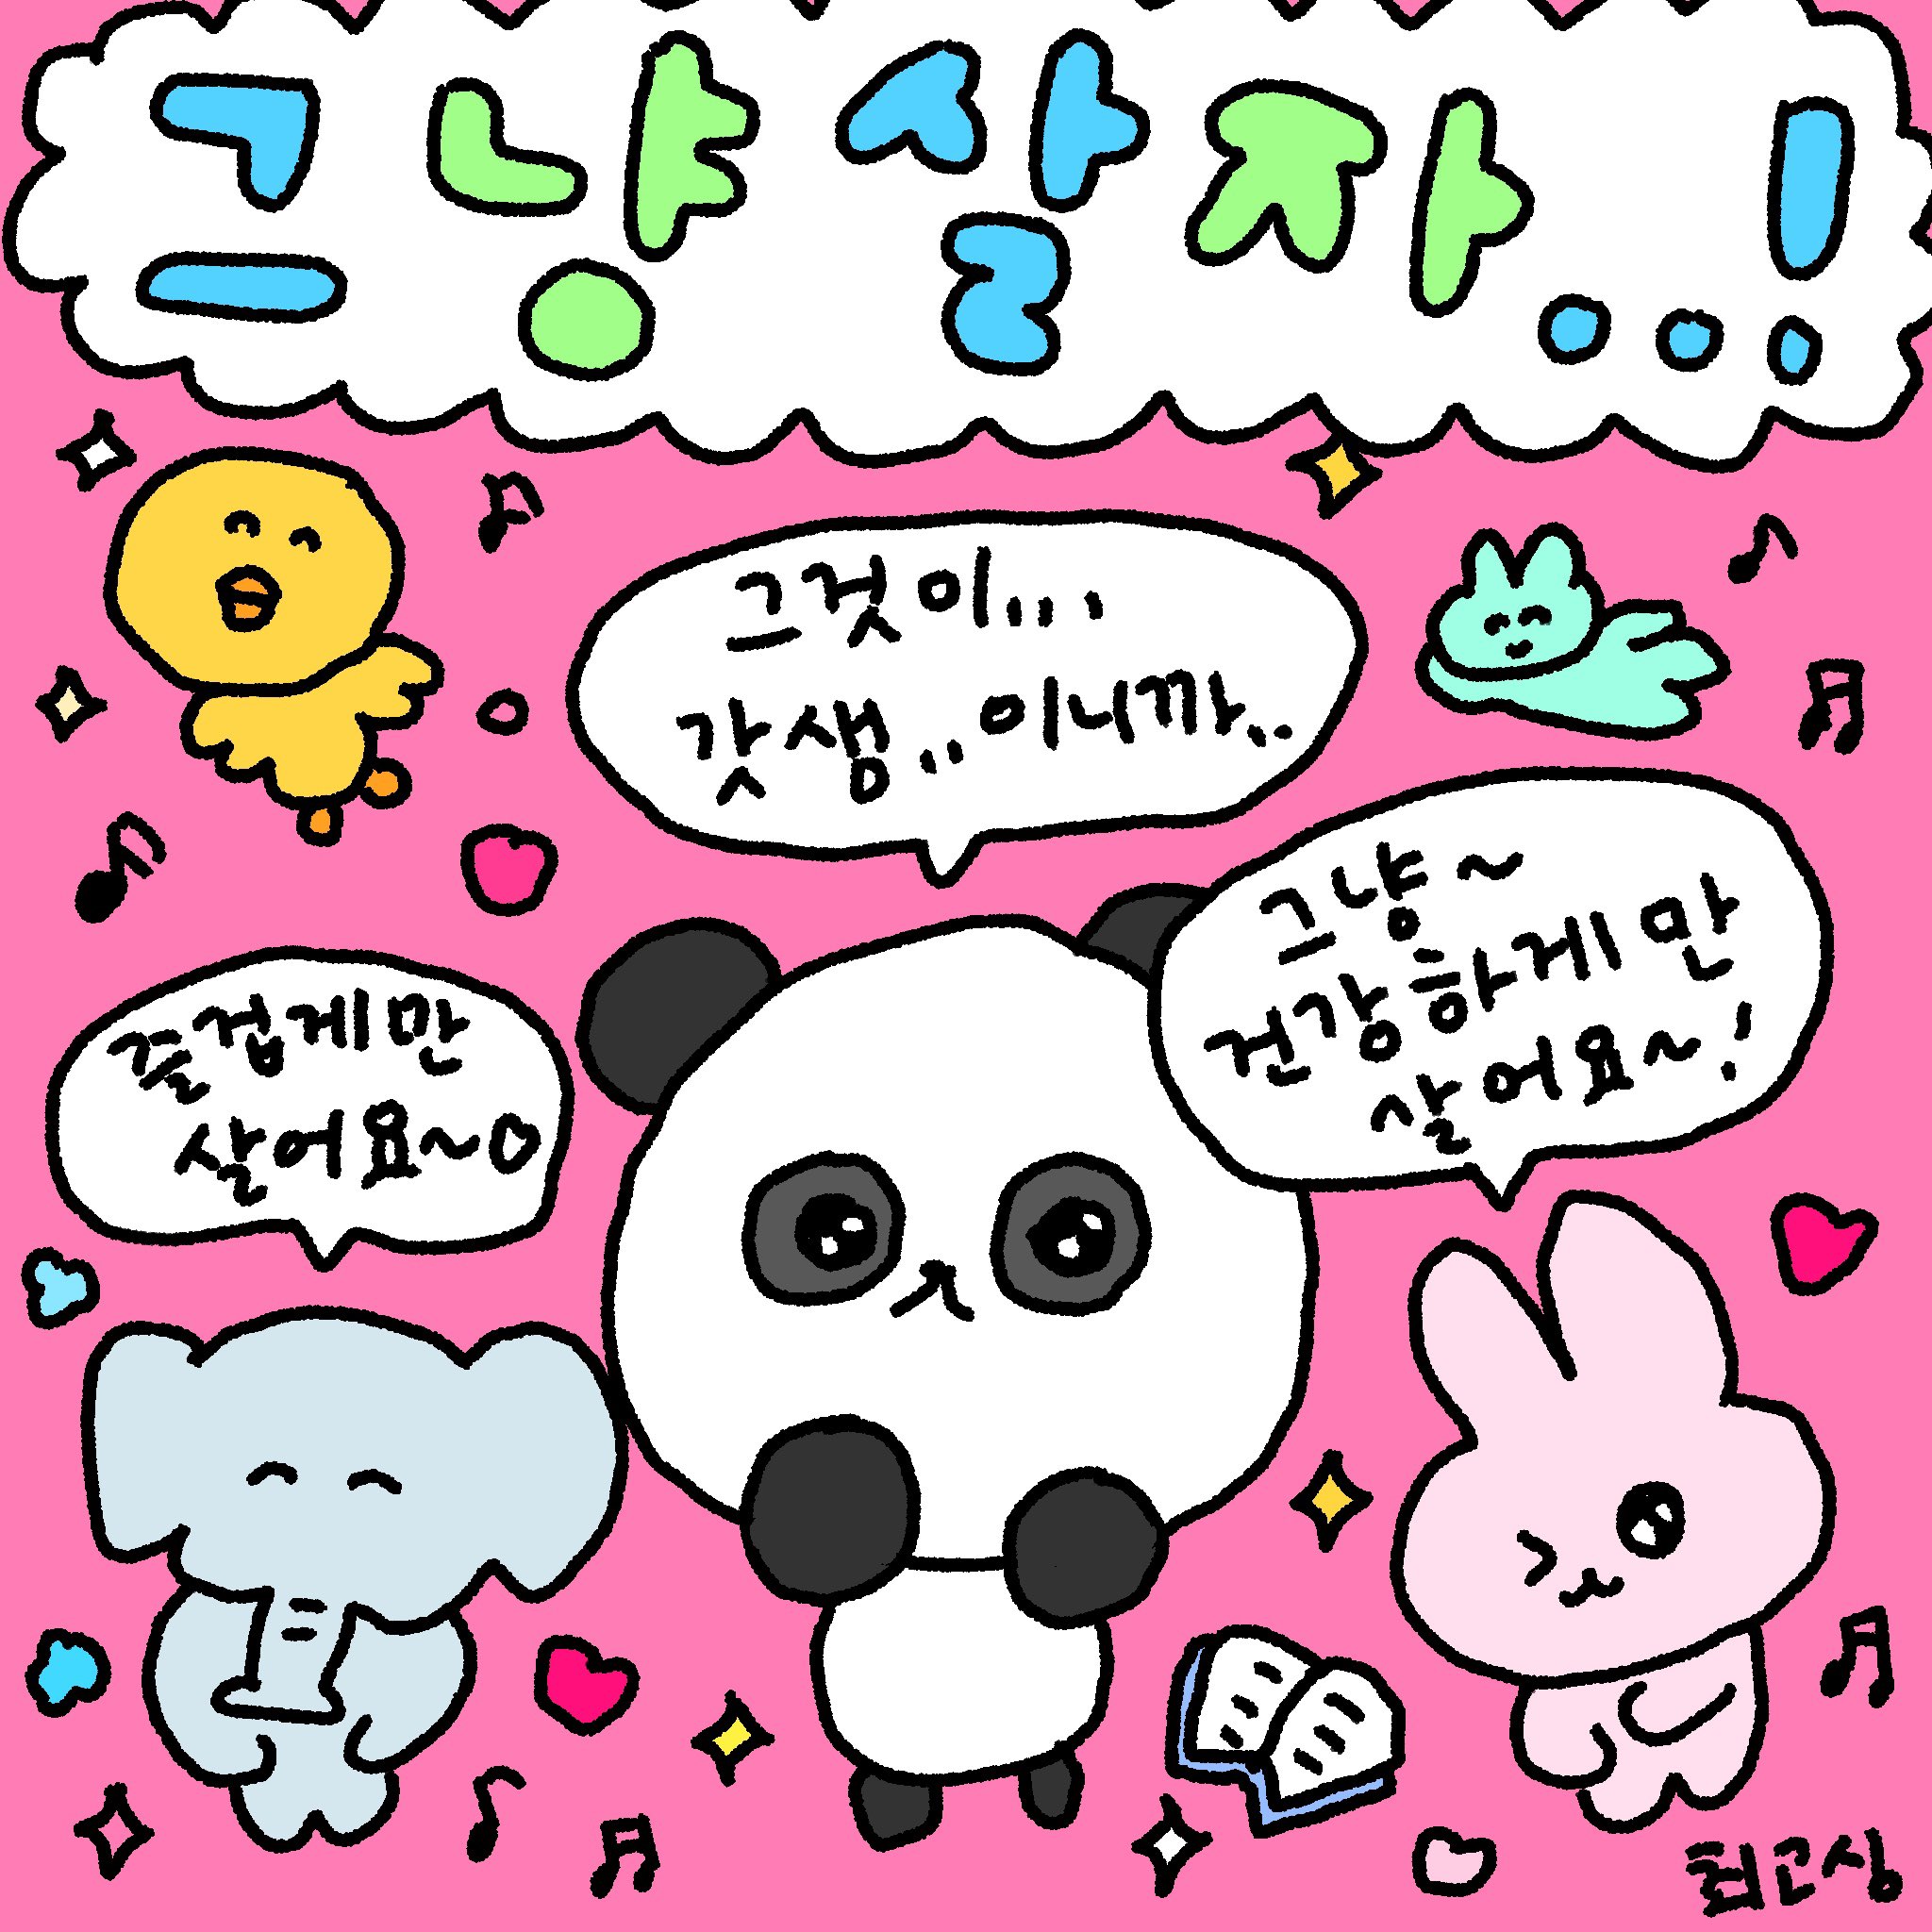 그냥 살자...!
그것이...
갓생..이니까..
그냥~
건강하게만
살어요~!
즐겁게만
살어요~
최고심